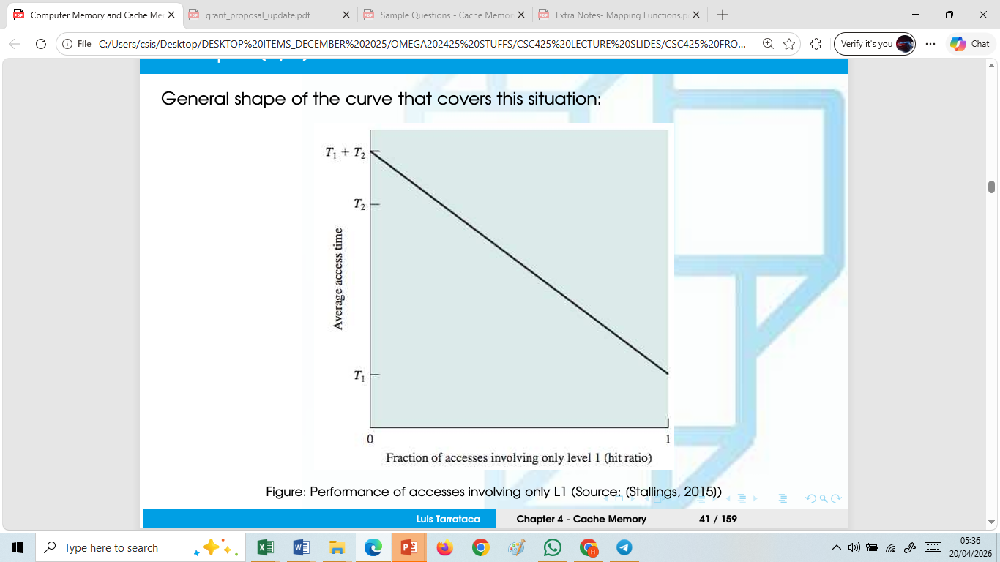 Computer Memory and Cache Me
grant_proposal_update.pdf
Sample Questions - Cache Memor
Extra Notes- Mapping Functions.p
File
C:/Users/csis/Desktop/DESKTOP%20ITEMS_DECEMBER%202025/OMEGA202425%20STUFFS/CSC425%20LECTURE%20SLIDES/CSC425%20FRO...
Verify it's you
Chat
General shape of the curve that covers this situation:
T1 + T2
T2
Average access time
T1
0
1
Fraction of accesses involving only level 1 (hit ratio)
Figure: Performance of accesses involving only L1 (Source: (Stallings, 2015))
Luis Tarrataca
Chapter 4 - Cache Memory
41 / 159
Type here to search
05:36
20/04/2026